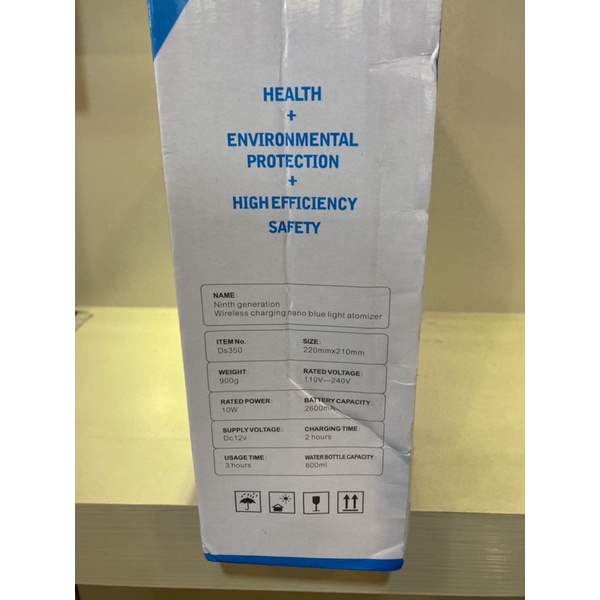 HEALTH
+
ENVIRONMENTAL
PROTECTION
+
HIGH EFFICIENCY
SAFETY
NAME:
Ninth generation
Wireless charging nano blue light atomizer
ITEM No.: SIZE:
Ds350 220mmx210mm
WEIGHT: RATED VOLTAGE:
900g 110V—240V
RATED POWER: BATTERY CAPACITY:
10W 2600mA
SUPPLY VOLTAGE: CHARGING TIME:
Dc12v 2 hours
USAGE TIME: WATER BOTTLE CAPACITY:
3 hours 800ml